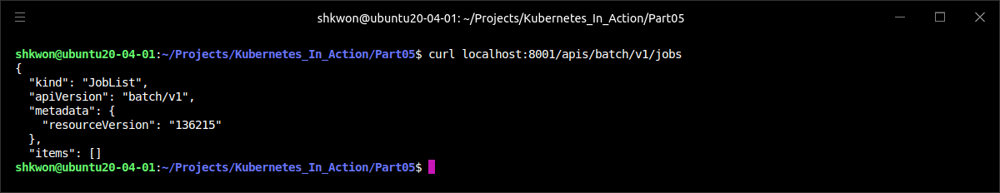 shkwon@ubuntu20-04-01: ~/Projects/Kubernetes_In_Action/Part05
shkwon@ubuntu20-04-01:~/Projects/Kubernetes_In_Action/Part05$ curl localhost:8001/apis/batch/v1/jobs
{
  "kind": "JobList",
  "apiVersion": "batch/v1",
  "metadata": {
    "resourceVersion": "136215"
  },
  "items": []
shkwon@ubuntu20-04-01:~/Projects/Kubernetes_In_Action/Part05$